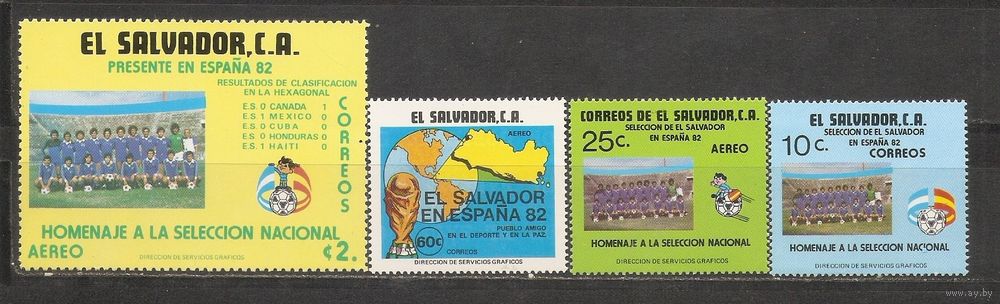 EL SALVADOR, C.A.
PRESENTE EN ESPAÑA 82
RESULTADOS DE CLASIFICACION
EN LA HEXAGONAL
E.S. 0 CANADA 1
E.S. 1 MEXICO 0
E.S. 0 CUBA 0
E.S. 0 HONDURAS 0
E.S. 1 HAITI 0
CORREOS
HOMENAJE A LA SELECCION NACIONAL
AEREO ¢2.
DIRECCION DE SERVICIOS GRAFICOS
EL SALVADOR, C.A.
AEREO
EL SALVADOR
EN ESPAÑA 82
PUEBLO AMIGO
EN EL DEPORTE Y EN LA PAZ.
60¢
CORREOS
DIRECCION DE SERVICIOS GRAFICOS
CORREOS DE EL SALVADOR, C.A.
SELECCION DE EL SALVADOR
25c. EN ESPAÑA 82
AEREO
HOMENAJE A LA SELECCION NACIONAL
DIRECCION DE SERVICIOS GRAFICOS
EL SALVADOR, C.A.
SELECCION DE EL SALVADOR
10c. EN ESPAÑA 82
CORREOS
HOMENAJE A LA SELECCION NACIONAL
DIRECCION DE SERVICIOS GRAFICOS
www.ay.by